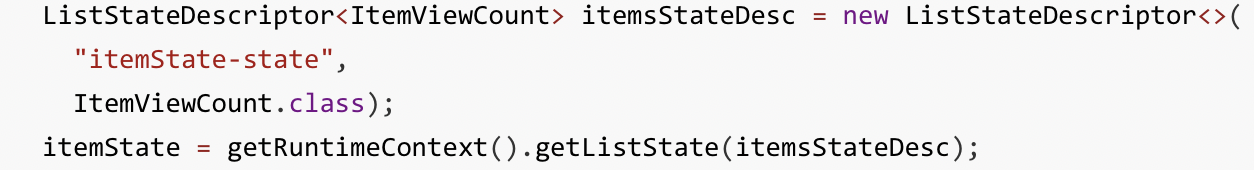 ListStateDescriptor<ItemViewCount> itemsStateDesc = new ListStateDescriptor<>(
"itemState-state",
ItemViewCount.class);
itemState = getRuntimeContext().getListState(itemsStateDesc);